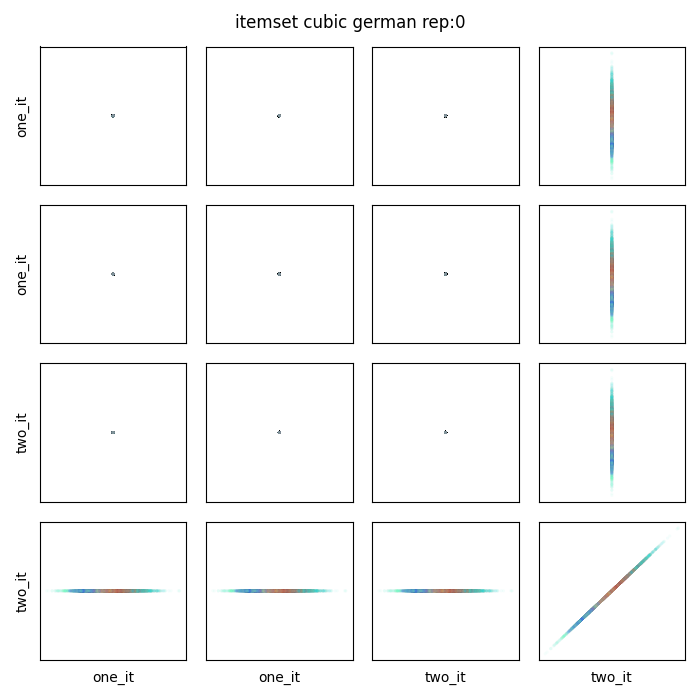 itemset cubic german rep:0
one_it
one_it
two_it
two_it
one_it one_it two_it two_it